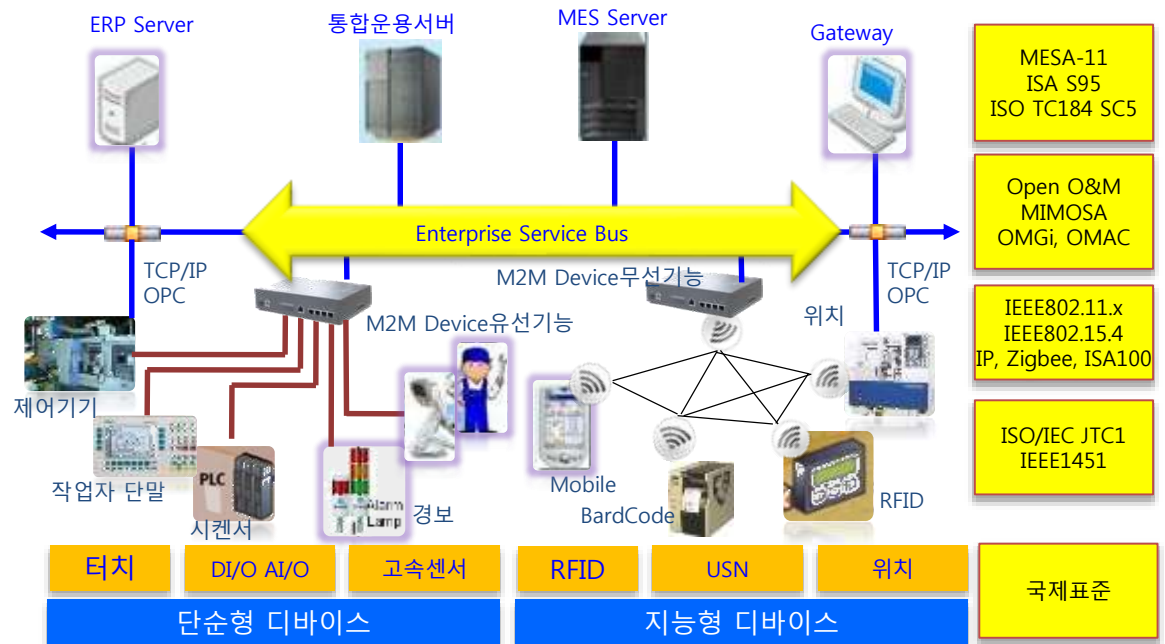 ERP Server
통합운용서버
MES Server
Gateway
MESA-11
ISA S95
ISO TC184 SC5
Open O&M
MIMOSA
OMGi, OMAC
Enterprise Service Bus
TCP/IP
OPC
M2M Device무선기능
TCP/IP
OPC
M2M Device유선기능
위치
IEEE802.11.x
IEEE802.15.4
IP, Zigbee, ISA100
제어기기
작업자 단말
PLC
시켄서
Alarm
Lamp
경보
Mobile
BardCode
RFID
ISO/IEC JTC1
IEEE1451
터치
DI/O AI/O
고속센서
RFID
USN
위치
국제표준
단순형 디바이스
지능형 디바이스